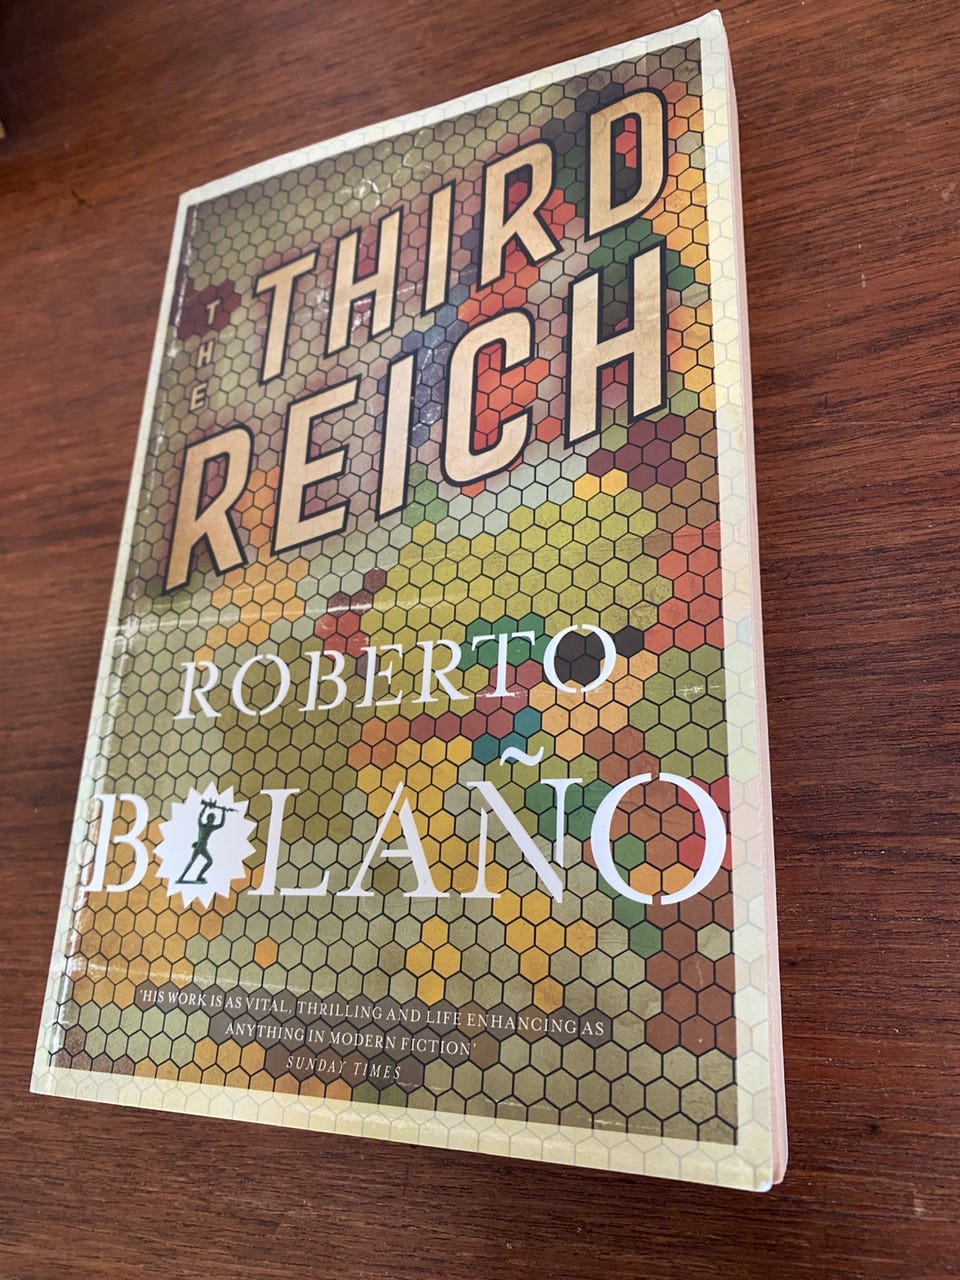 THE
THIRD
REICH
ROBERTO
BOLAÑO
'HIS WORK IS AS VITAL, THRILLING AND LIFE ENHANCING AS
ANYTHING IN MODERN FICTION'
SUNDAY TIMES